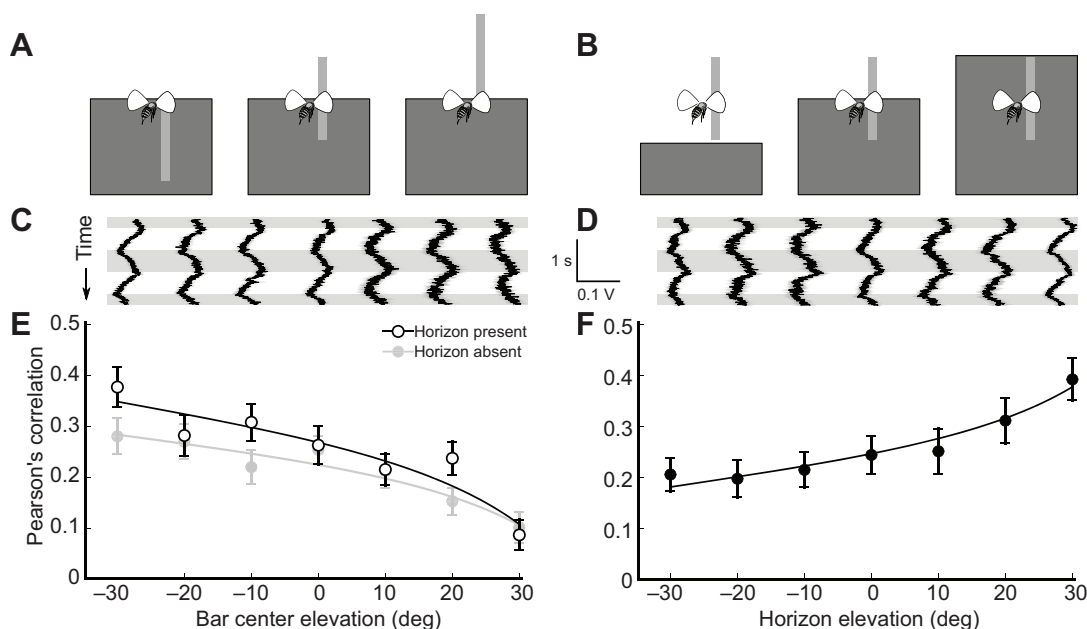 A
B
C
Time
D
1 s
0.1 V
E
Horizon present
Horizon absent
F
Pearson's correlation
0.5
0.4
0.3
0.2
0.1
0
–30 –20 –10 0 10 20 30
Bar center elevation (deg)
0.5
0.4
0.3
0.2
0.1
0
–30 –20 –10 0 10 20 30
Horizon elevation (deg)